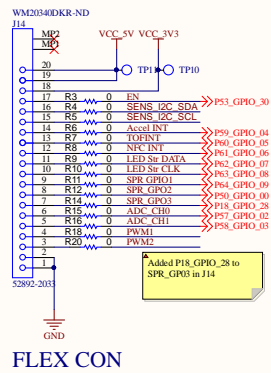 WM20340DKR-ND
J14
VCC_5V VCC_3V3
MP2
MP1
20
19 TP11 TP10
18
17 R3 0 EN P53_GPIO_30
16 R4 0 SENS_I2C_SDA
15 R5 0 SENS_I2C_SCL
14 R6 0 Accel INT P59_GPIO_04
13 R7 0 TOFINT P60_GPIO_05
12 R8 0 NFC INT P61_GPIO_06
11 R9 0 LED Str DATA P62_GPIO_07
10 R10 0 LED Str CLK P63_GPIO_08
9 R11 0 SPR GPIO1 P64_GPIO_09
8 R12 0 SPR_GPO2 P50_GPIO_00
7 R14 0 SPR_GPO3 P18_GPIO_28
6 R15 0 ADC_CH0 P57_GPIO_02
5 R16 0 ADC_CH1 P58_GPIO_03
4 R18 0 PWM1
3 R20 0 PWM2
2
1
52892-2033
Added P18_GPIO_28 to
SPR_GP03 in J14
GND
FLEX CON